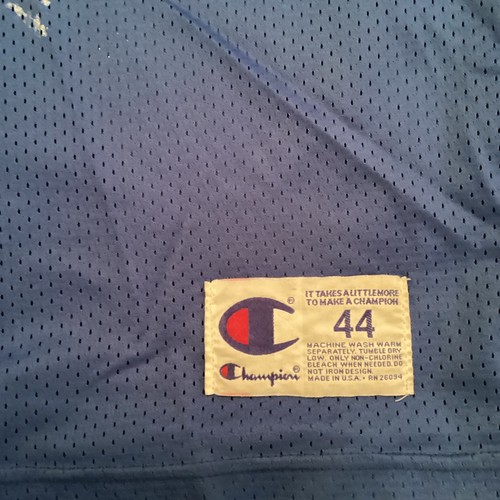 IT TAKES A LITTLE MORE
TO MAKE A CHAMPION
44
MACHINE WASH WARM
SEPARATELY. TUMBLE DRY
LOW. ONLY NON-CHLORINE
BLEACH WHEN NEEDED. DO
NOT IRON DESIGN.
MADE IN U.S.A. • RN 26094
Champion